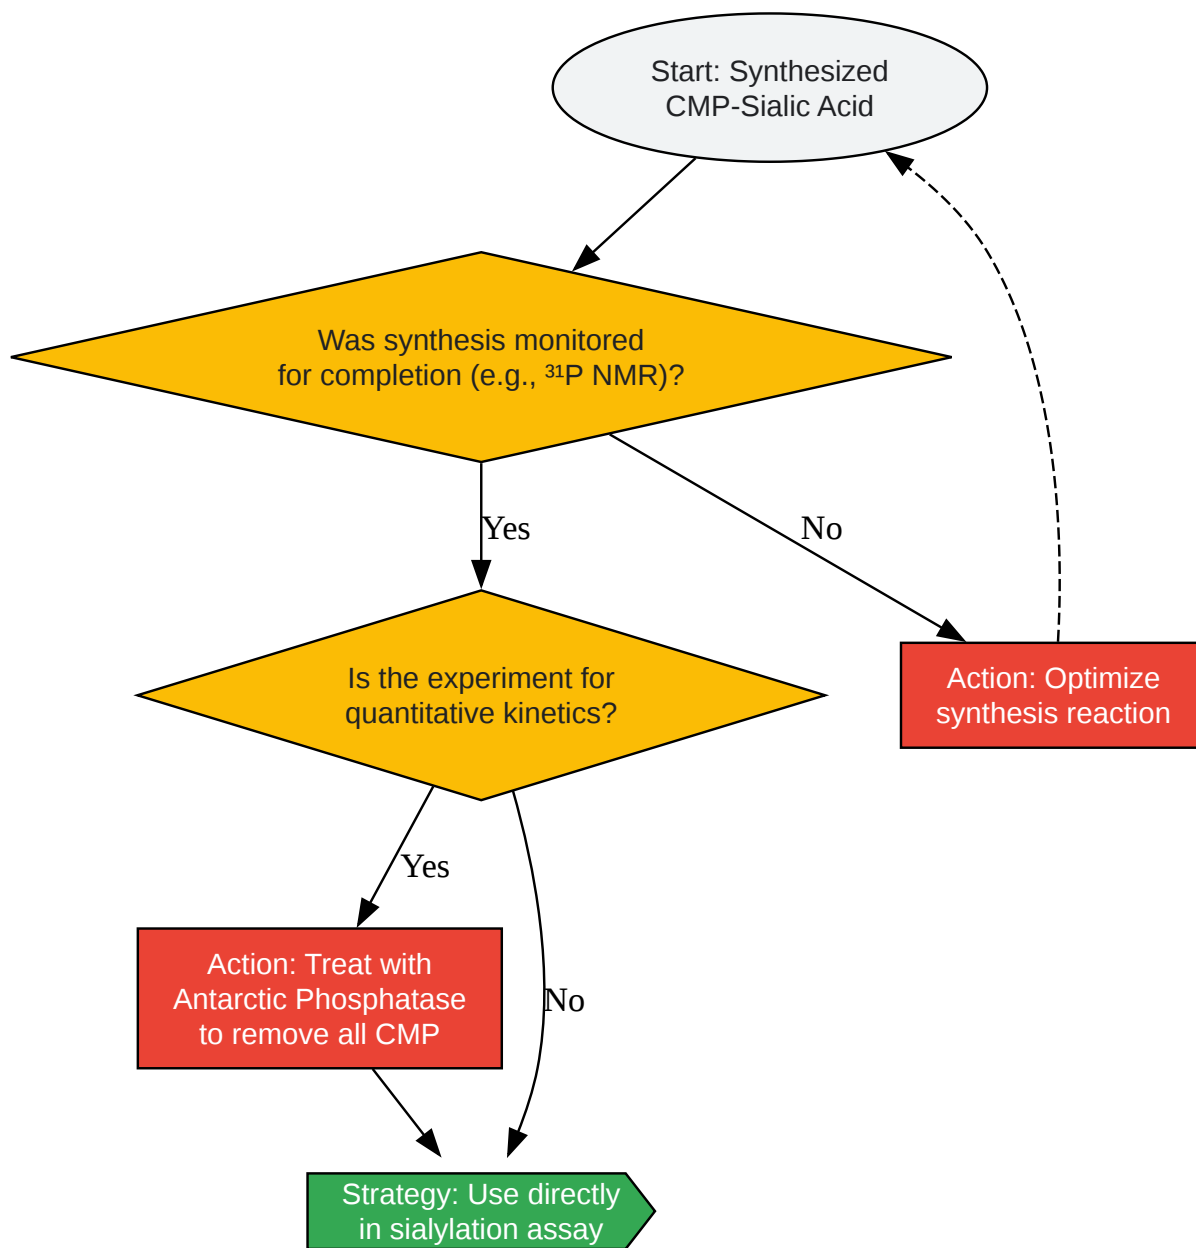 Start: Synthesized
CMP-Sialic Acid
Was synthesis monitored
for completion (e.g., ³¹P NMR)?
Yes
No
Is the experiment for
quantitative kinetics?
Action: Optimize
synthesis reaction
Yes
Action: Treat with
Antarctic Phosphatase
to remove all CMP
No
Strategy: Use directly
in sialylation assay